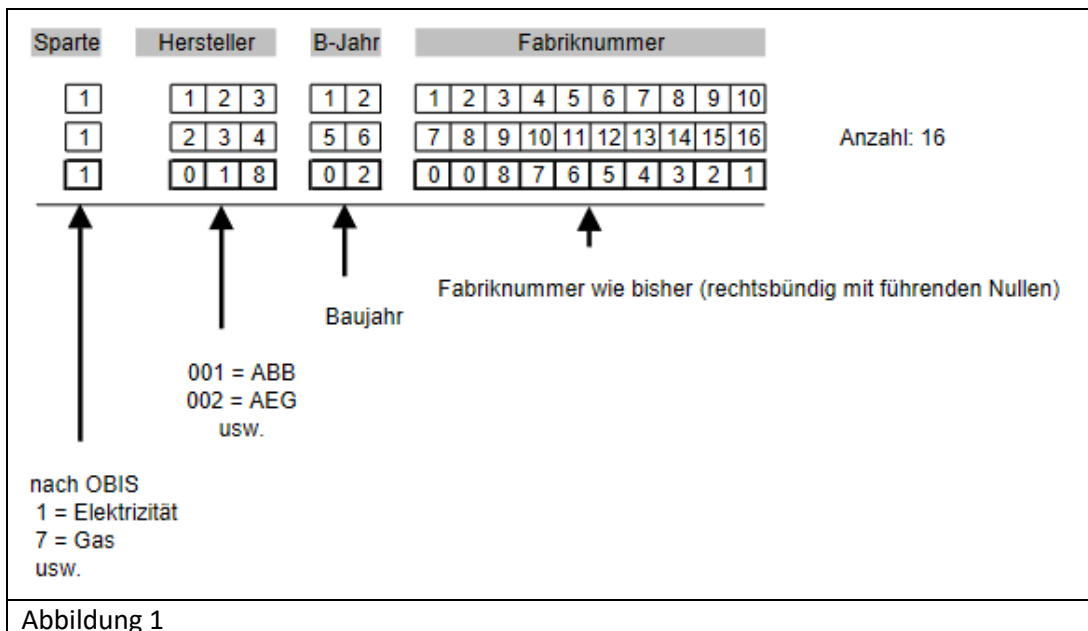 Sparte Hersteller B-Jahr Fabriknummer
1 1 2 3 1 2 1 2 3 4 5 6 7 8 9 10
1 2 3 4 5 6 7 8 9 10 11 12 13 14 15 16 Anzahl: 16
1 0 1 8 0 2 0 0 8 7 6 5 4 3 2 1
Fabriknummer wie bisher (rechtsbündig mit führenden Nullen)
Baujahr
001 = ABB
002 = AEG
usw.
nach OBIS
1 = Elektrizität
7 = Gas
usw.
Abbildung 1